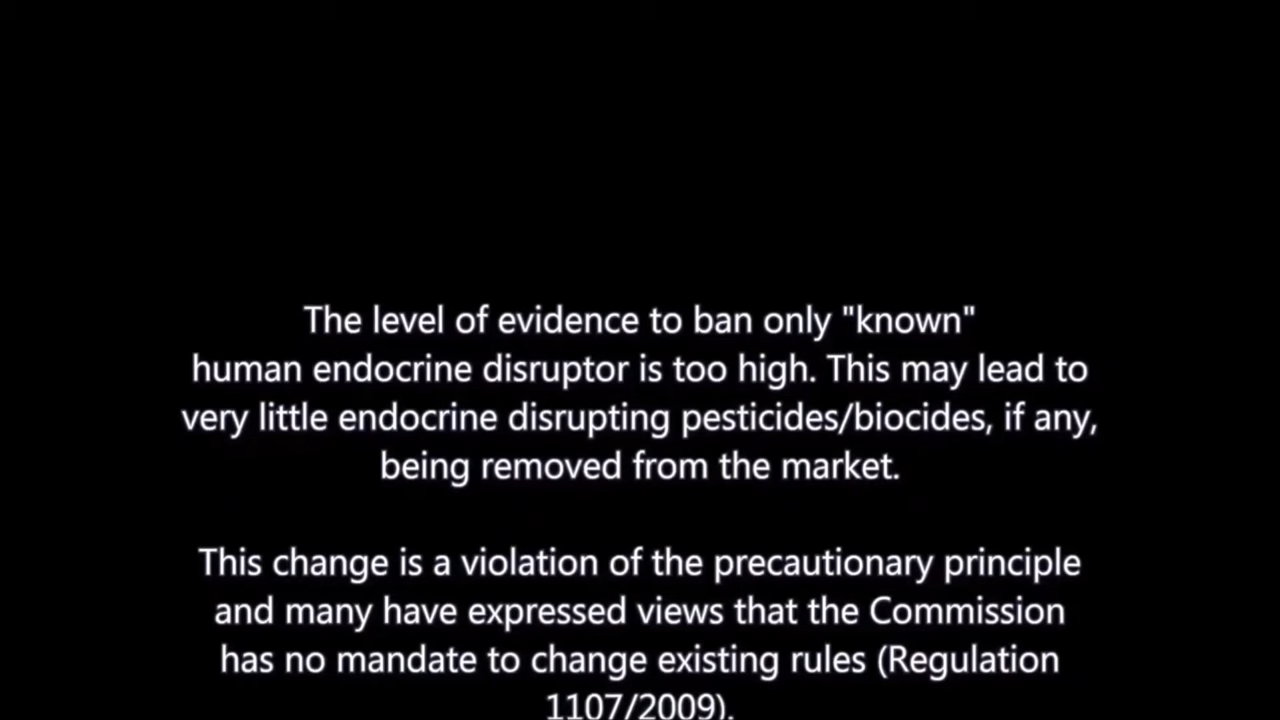 The level of evidence to ban only "known"
human endocrine disruptor is too high. This may lead to
very little endocrine disrupting pesticides/biocides, if any,
being removed from the market.
This change is a violation of the precautionary principle
and many have expressed views that the Commission
has no mandate to change existing rules (Regulation
1107/2009).